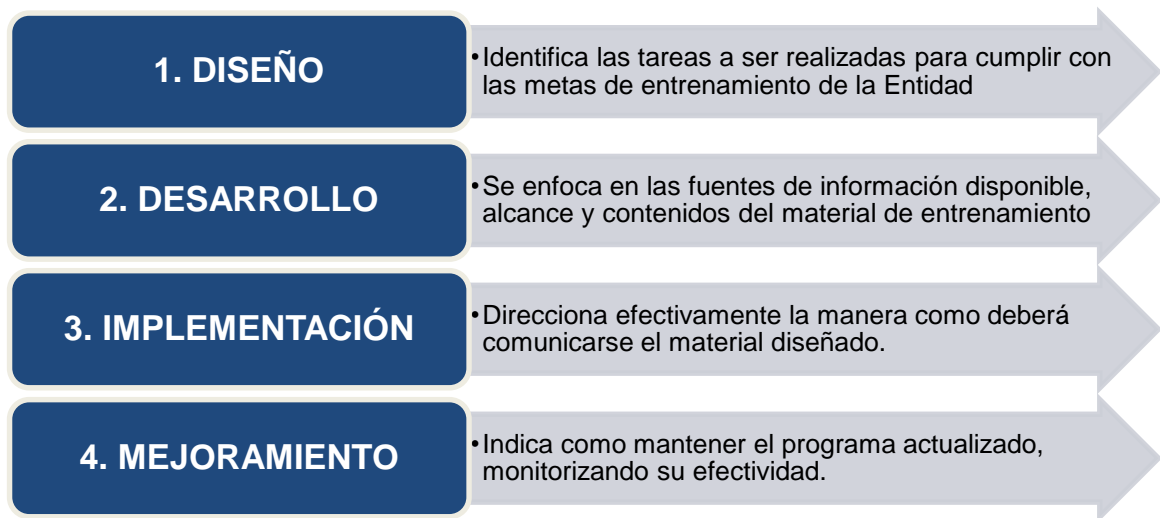 1. DISEÑO
•Identifica las tareas a ser realizadas para cumplir con
las metas de entrenamiento de la Entidad
2. DESARROLLO
•Se enfoca en las fuentes de información disponible,
alcance y contenidos del material de entrenamiento
3. IMPLEMENTACIÓN
•Direcciona efectivamente la manera como deberá
comunicarse el material diseñado.
4. MEJORAMIENTO
•Indica como mantener el programa actualizado,
monitorizando su efectividad.